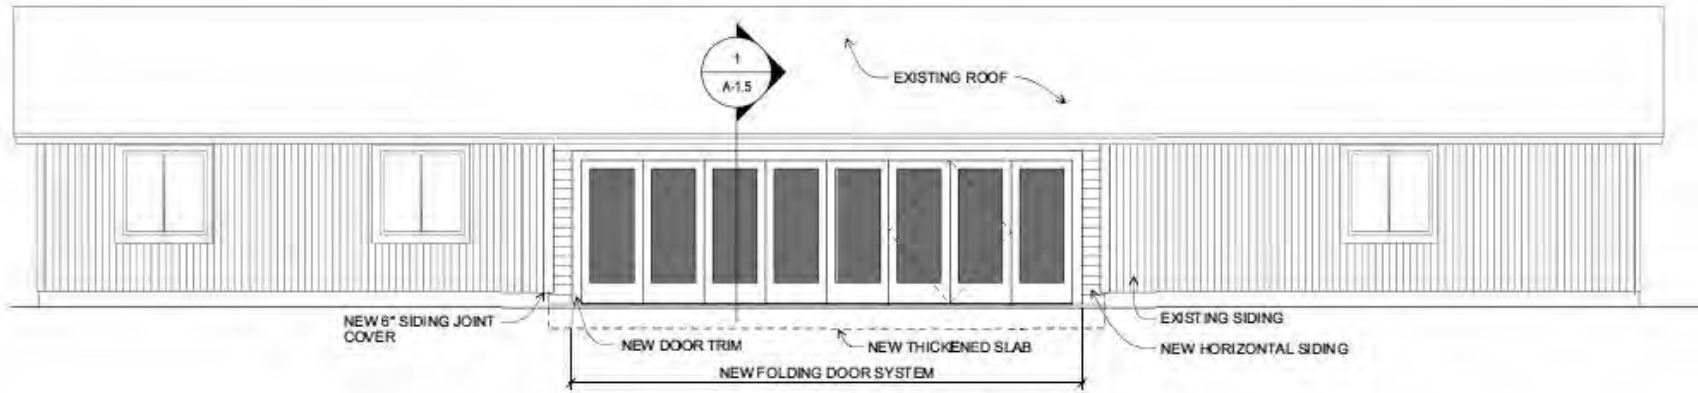 1
A-1.5
EXISTING ROOF
NEW 6" SIDING JOINT
COVER
NEW DOOR TRIM
NEW THICKENED SLAB
EXISTING SIDING
NEW HORIZONTAL SIDING
NEW FOLDING DOOR SYSTEM